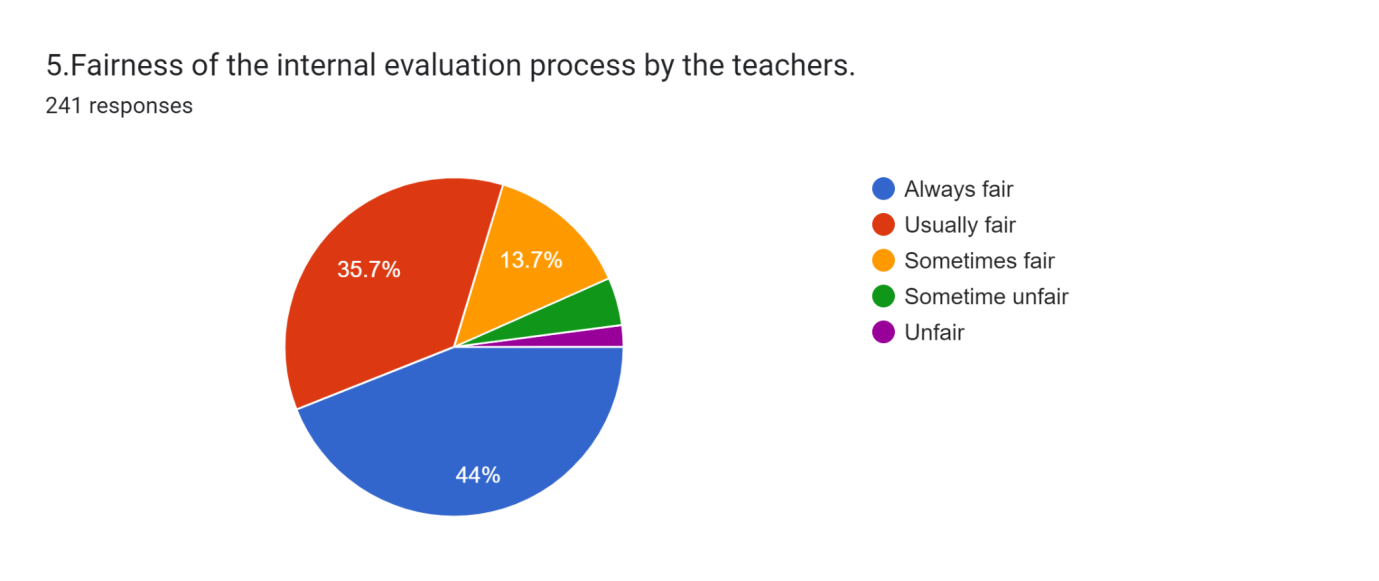 5.Fairness of the internal evaluation process by the teachers.
241 responses
Always fair
Usually fair
Sometimes fair
Sometime unfair
Unfair
35.7%
13.7%
44%